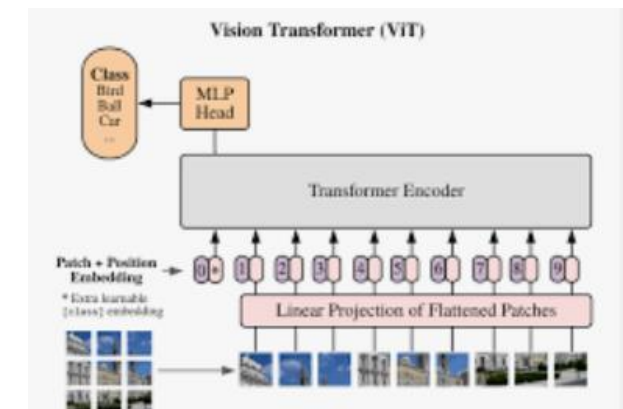 Vision Transformer (ViT)
Class
Bird
Ball
Car
...
MLP
Head
Transformer Encoder
Patch + Position
Embedding
0 * 1 2 3 4 5 6 7 8 9
* Extra learnable
[class] embedding
Linear Projection of Flattened Patches